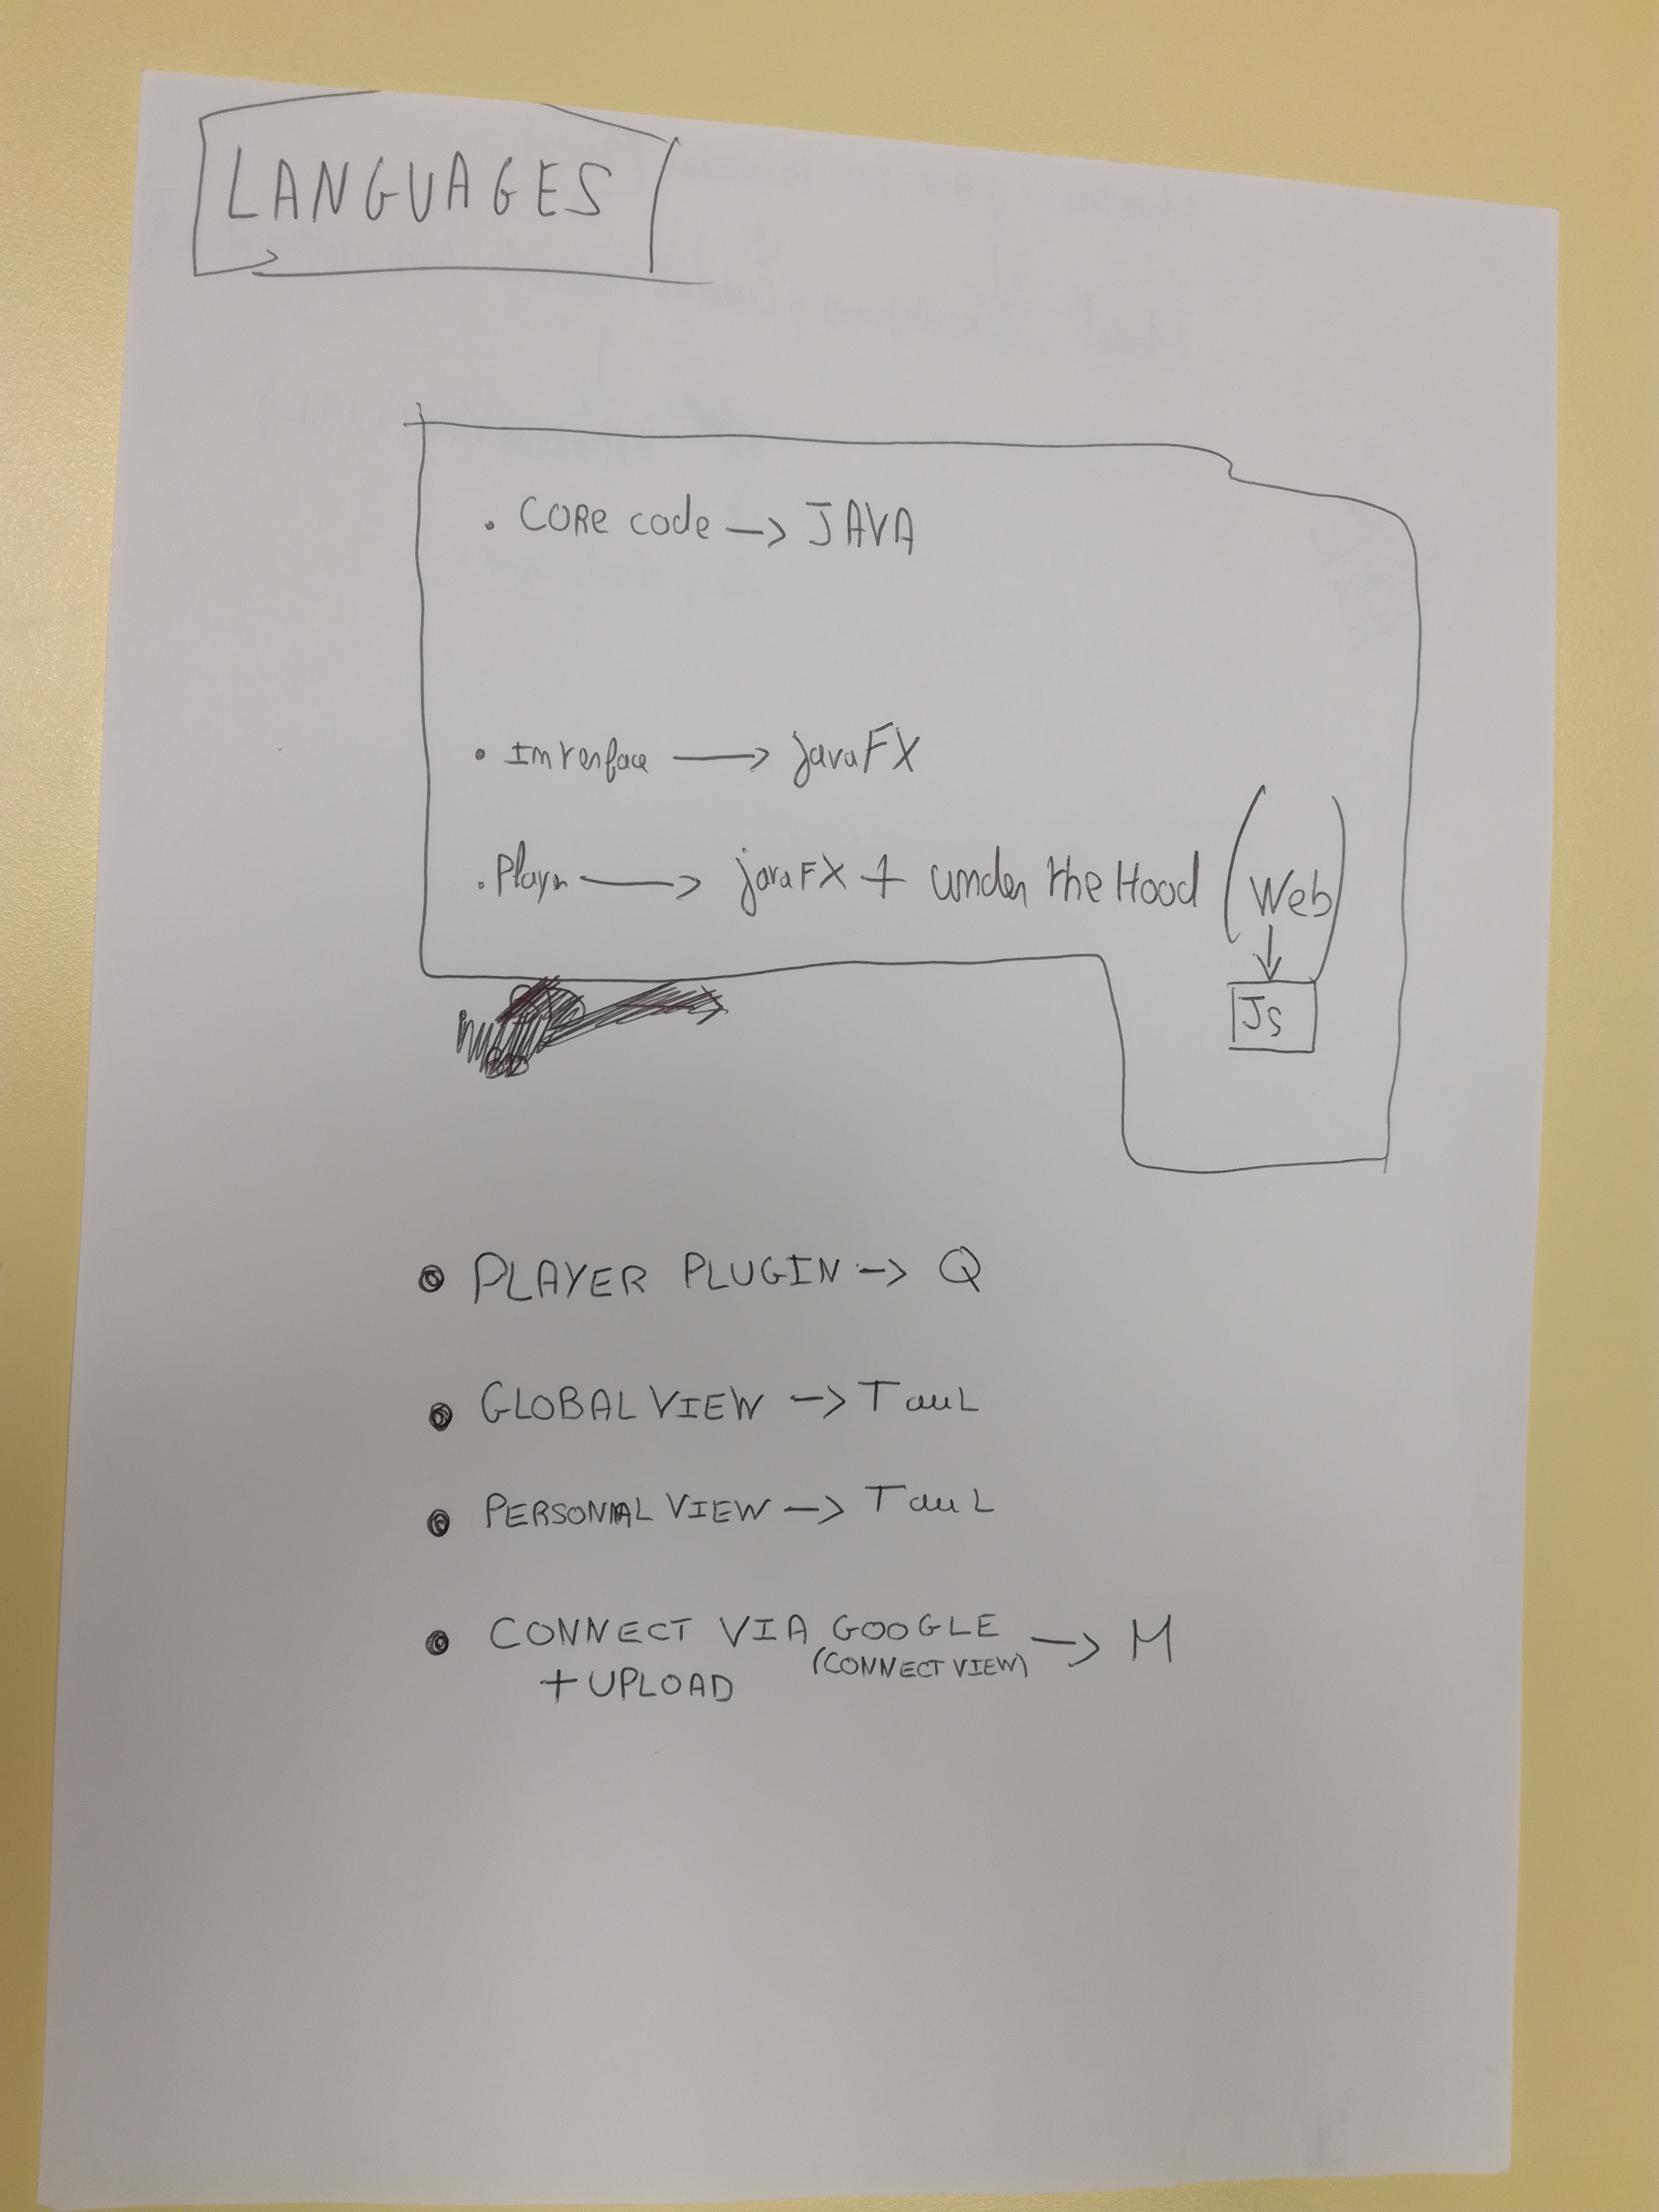 LANGUAGES
. CORe code -> JAVA
• Interface -> javaFX
. Player -> javaFX + under the Hood (Web)
↓
JS
• PLAYER PLUGIN -> Q
• GLOBAL VIEW -> TauL
• PERSONAL VIEW -> TauL
• CONNECT VIA GOOGLE -> M
(CONNECT VIEW)
+ UPLOAD